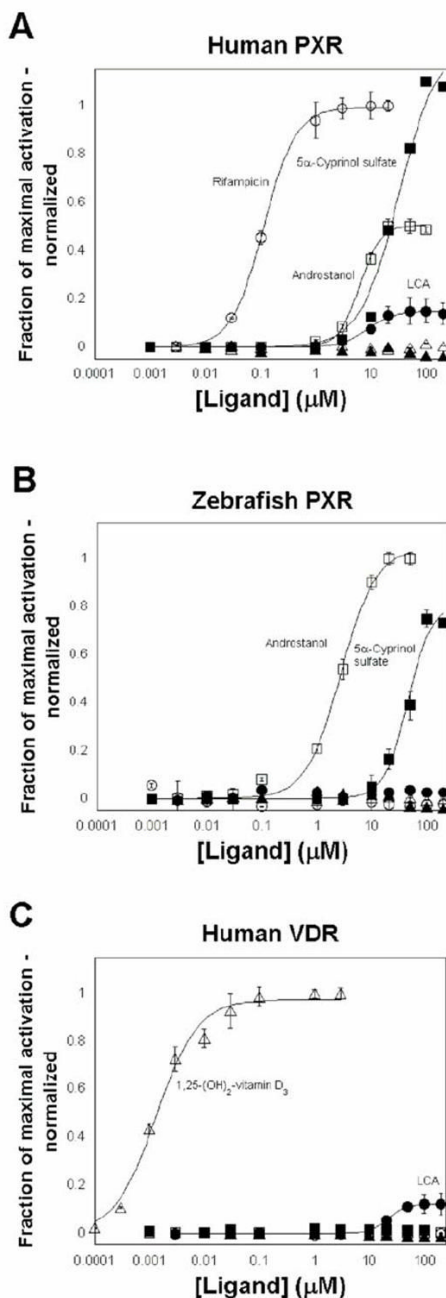 A
Human PXR
Fraction of maximal activation -
normalized
1
0.8
0.6
0.4
0.2
0
Rifampicin
5α-Cyprinol sulfate
Androstanol
LCA
0.0001 0.001 0.01 0.1 1 10 100
[Ligand] (μM)
B
Zebrafish PXR
Fraction of maximal activation -
normalized
1
0.8
0.6
0.4
0.2
0
Androstanol
5α-Cyprinol
sulfate
0.0001 0.001 0.01 0.1 1 10 100
[Ligand] (μM)
C
Human VDR
Fraction of maximal activation -
normalized
1
0.8
0.6
0.4
0.2
0
1,25-(OH)2-vitamin D3
LCA
0.0001 0.001 0.01 0.1 1 10 100
[Ligand] (μM)